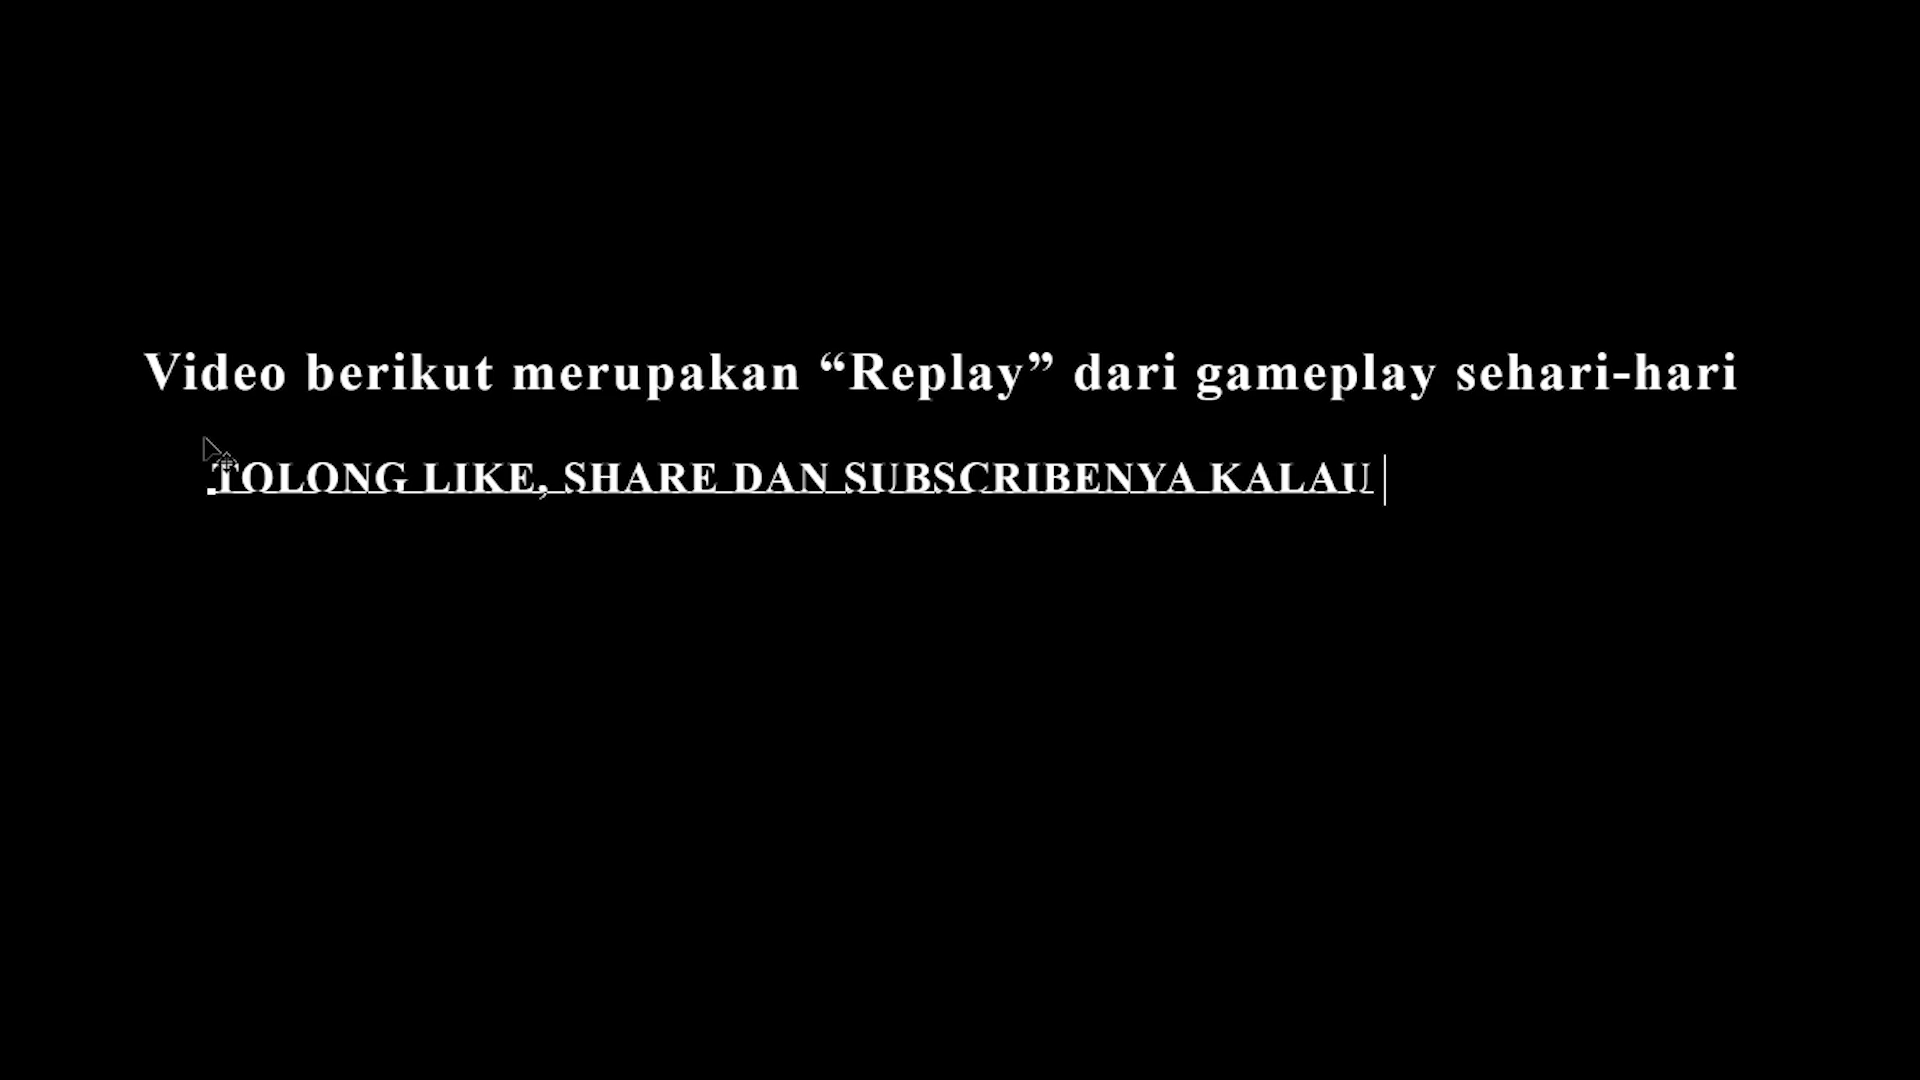 Video berikut merupakan “Replay” dari gameplay sehari-hari
TOLONG LIKE, SHARE DAN SUBSCRIBENYA KALAU